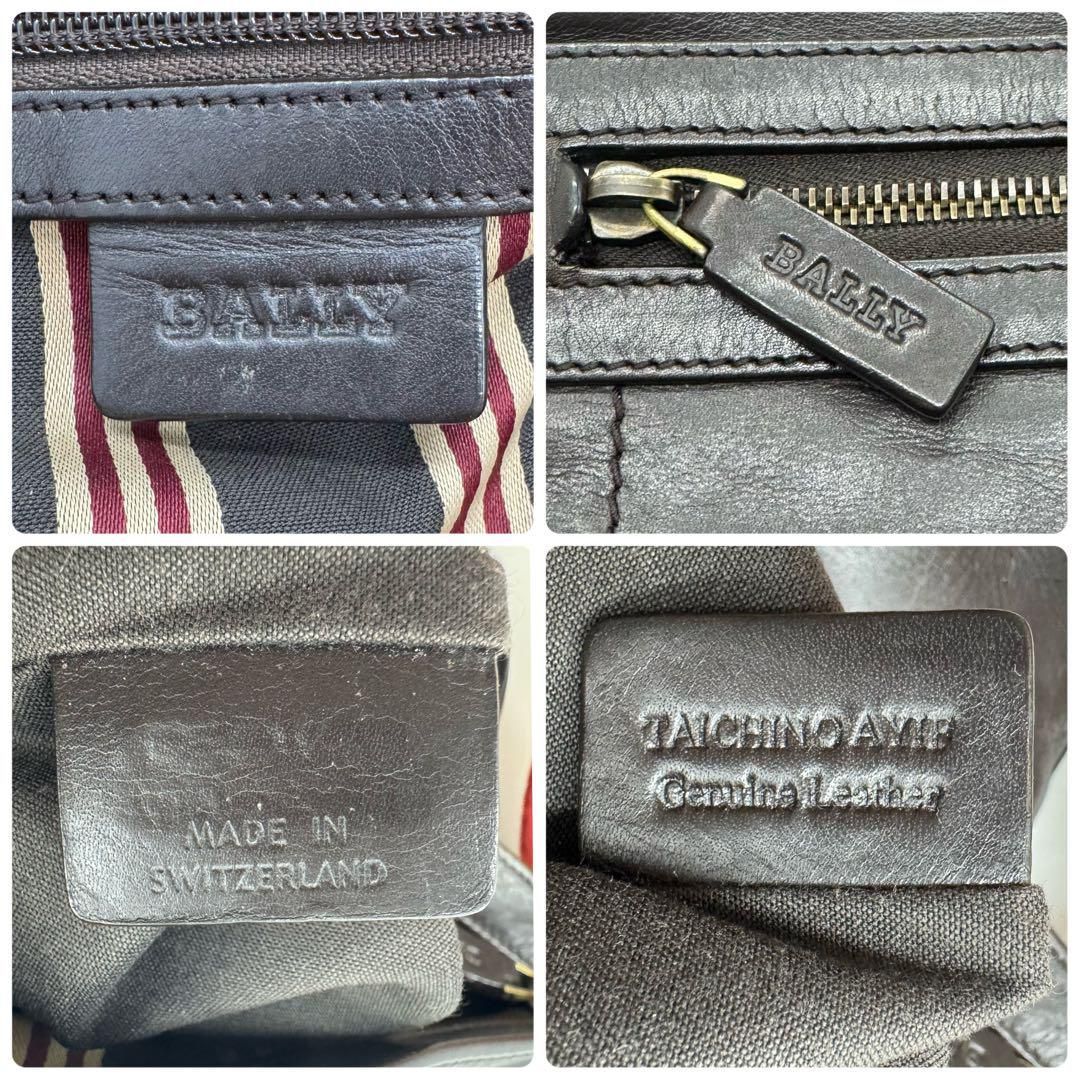 BALLY
BALLY
MADE IN
SWITZERLAND
TAICHINO AYIF
Genuine Leather